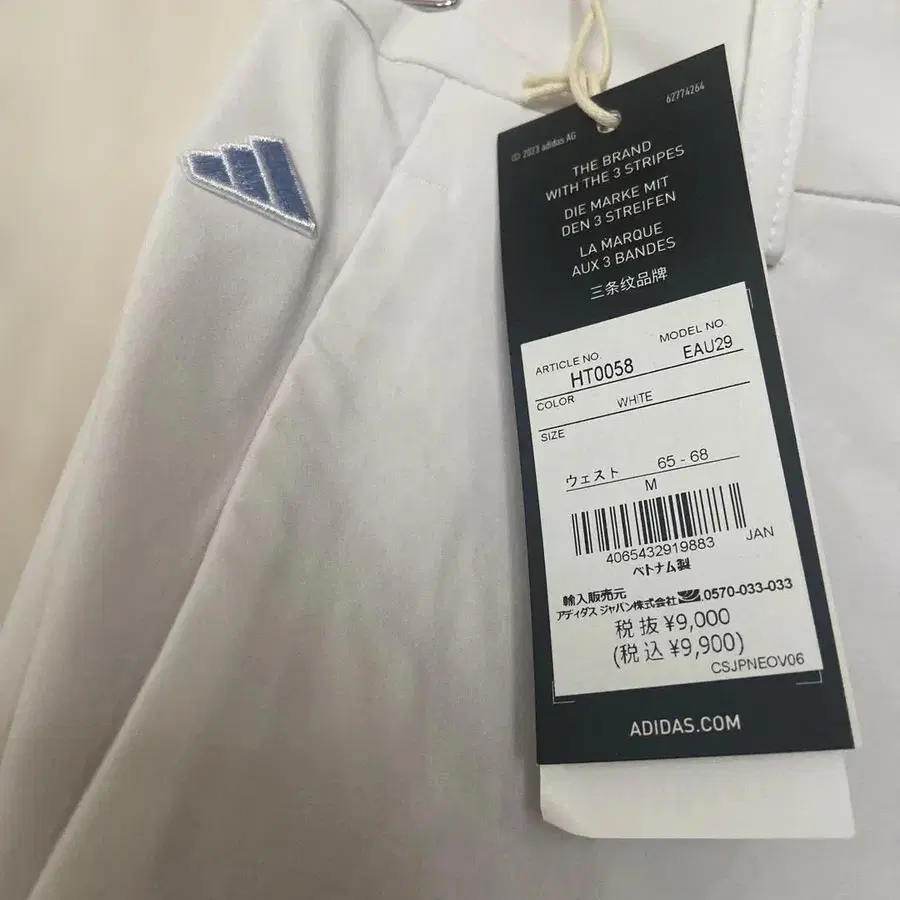 62774264
© 2023 adidas AG
THE BRAND
WITH THE 3 STRIPES
DIE MARKE MIT
DEN 3 STREIFEN
LA MARQUE
AUX 3 BANDES
三条纹品牌
ARTICLE NO. MODEL NO.
HT0058 EAU29
COLOR WHITE
SIZE
ウェスト 65 - 68
M
4065432919883 JAN
ベトナム製
輸入販売元
アディダス ジャパン株式会社 0570-033-033
税 抜 ¥9,000
(税 込 ¥9,900)
CSJPNEOV06
ADIDAS.COM